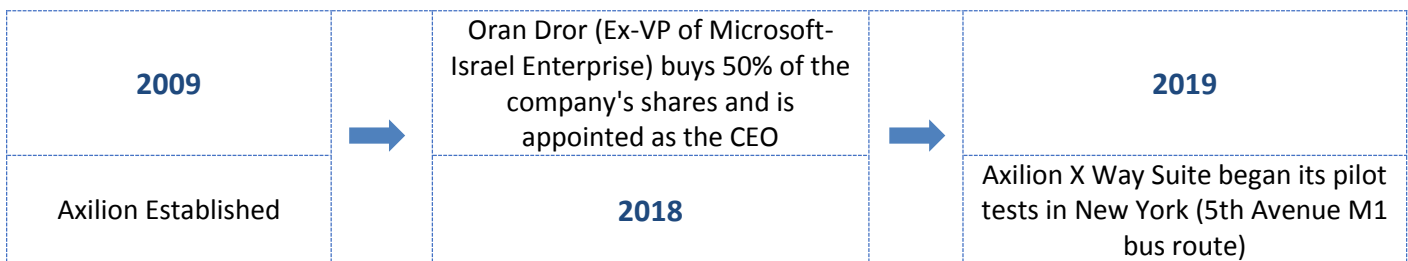 2009
Axilion Established
Oran Dror (Ex-VP of Microsoft-
Israel Enterprise) buys 50% of the
company's shares and is
appointed as the CEO
2018
2019
Axilion X Way Suite began its pilot
tests in New York (5th Avenue M1
bus route)